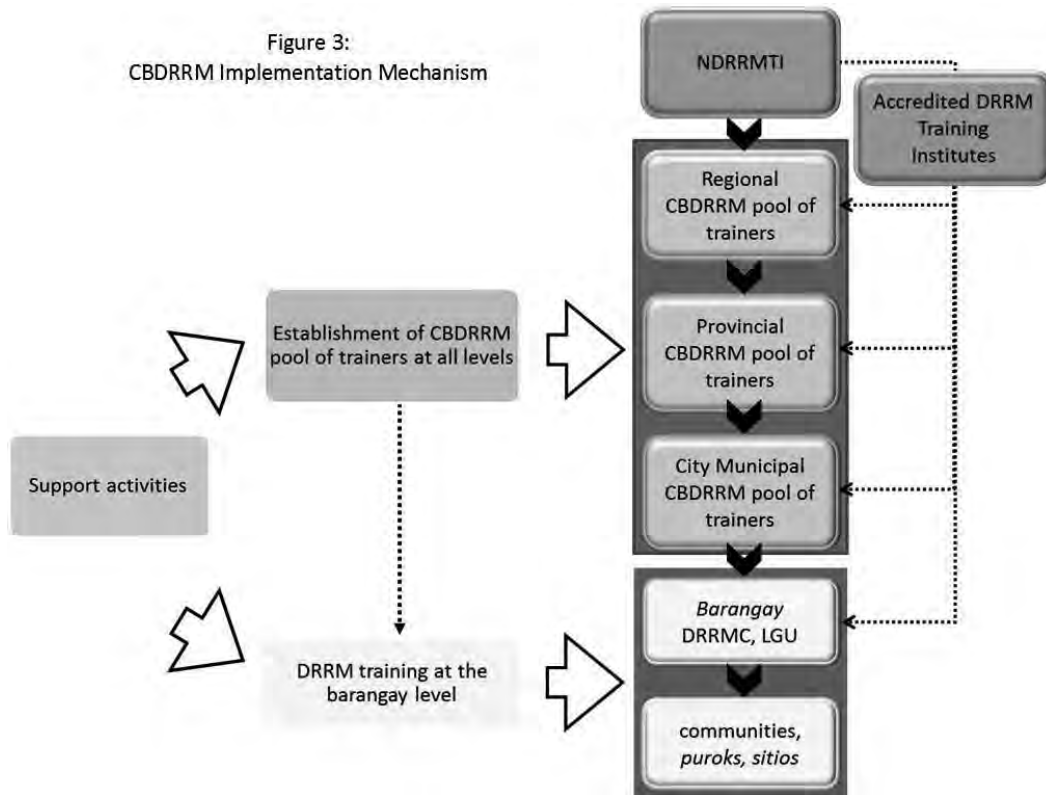 Figure 3:
CBDRRM Implementation Mechanism
NDRRMTI
Accredited DRRM
Training
Institutes
Regional
CBDRRM pool of
trainers
Establishment of CBDRRM
pool of trainers at all levels
Provincial
CBDRRM pool of
trainers
Support activities
City Municipal
CBDRRM pool of
trainers
Barangay
DRRMC, LGU
DRRM training at the
barangay level
communities,
puroks, sitios